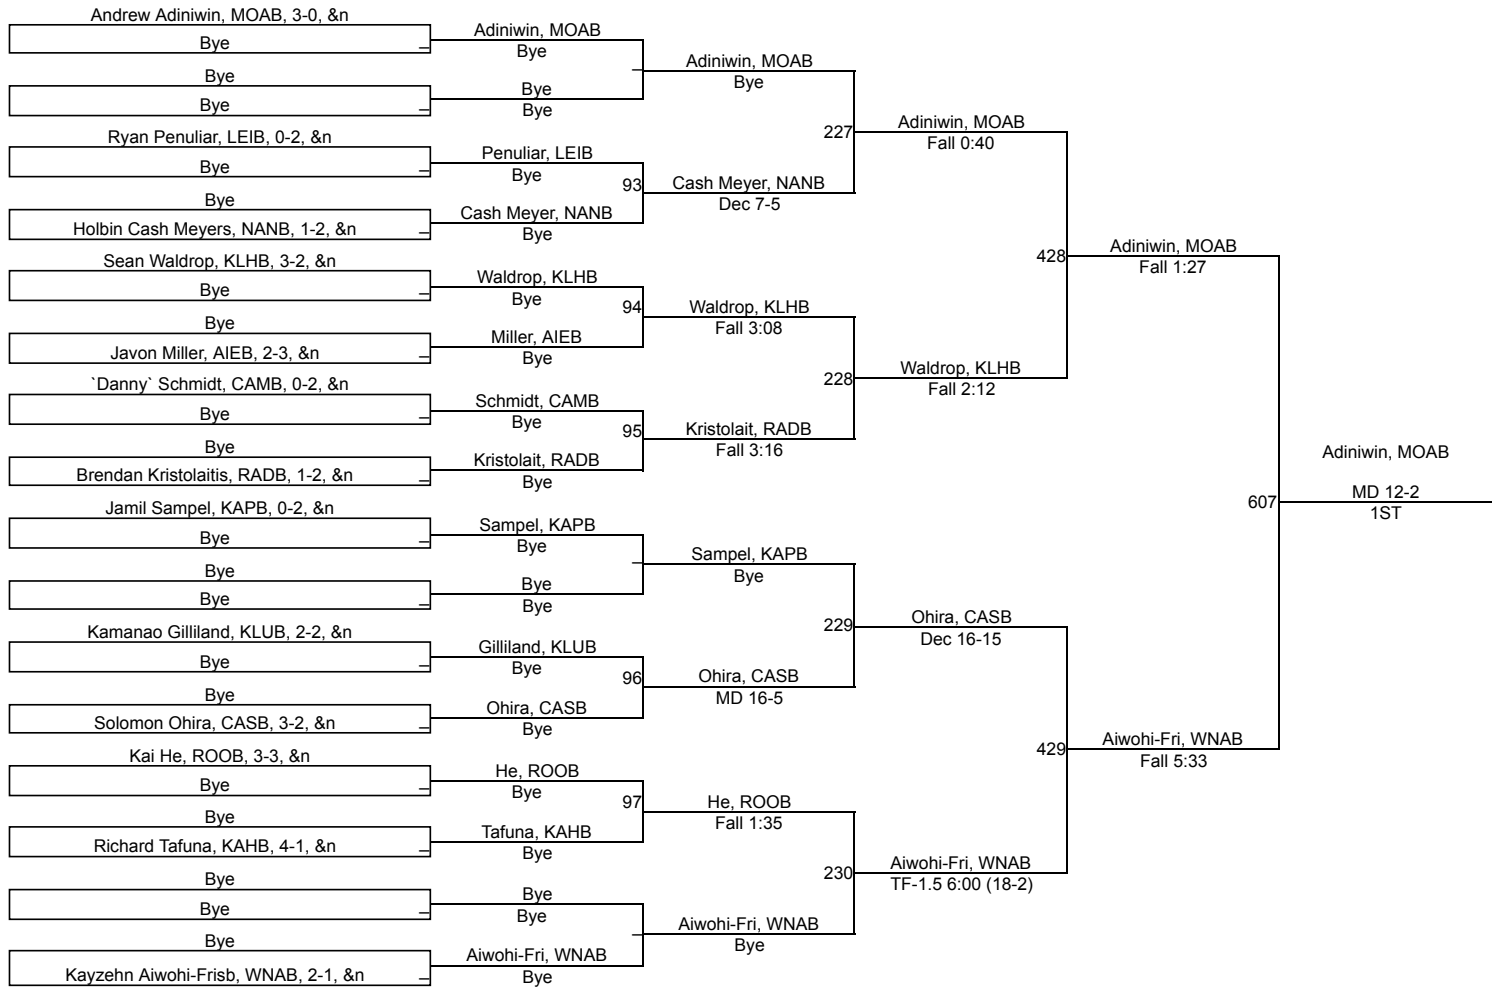 Andrew Adiniwin, MOAB, 3-0, &n
Bye
Bye
Bye
Ryan Penuliar, LEIB, 0-2, &n
Bye
Bye
Holbin Cash Meyers, NANB, 1-2, &n
Sean Waldrop, KLHB, 3-2, &n
Bye
Bye
Javon Miller, AIEB, 2-3, &n
`Danny` Schmidt, CAMB, 0-2, &n
Bye
Bye
Brendan Kristolaitis, RADB, 1-2, &n
Jamil Sampel, KAPB, 0-2, &n
Bye
Bye
Bye
Kamanao Gilliland, KLUB, 2-2, &n
Bye
Bye
Solomon Ohira, CASB, 3-2, &n
Kai He, ROOB, 3-3, &n
Bye
Bye
Richard Tafuna, KAHB, 4-1, &n
Bye
Bye
Bye
Kayzehn Aiwohi-Frisb, WNAB, 2-1, &n
Adiniwin, MOAB
Bye
Bye
Bye
Penuliar, LEIB
Bye
93
Cash Meyer, NANB
Bye
Waldrop, KLHB
Bye
94
Miller, AIEB
Bye
Schmidt, CAMB
Bye
95
Kristolait, RADB
Bye
Sampel, KAPB
Bye
Bye
Bye
Gilliland, KLUB
Bye
96
Ohira, CASB
Bye
He, ROOB
Bye
97
Tafuna, KAHB
Bye
Bye
Bye
Aiwohi-Fri, WNAB
Bye
Adiniwin, MOAB
Bye
227
Cash Meyer, NANB
Dec 7-5
Waldrop, KLHB
Fall 3:08
228
Kristolait, RADB
Fall 3:16
Sampel, KAPB
Bye
229
Ohira, CASB
MD 16-5
He, ROOB
Fall 1:35
230
Aiwohi-Fri, WNAB
Bye
Adiniwin, MOAB
Fall 0:40
428
Waldrop, KLHB
Fall 2:12
Ohira, CASB
Dec 16-15
429
Aiwohi-Fri, WNAB
TF-1.5 6:00 (18-2)
Adiniwin, MOAB
Fall 1:27
607
Aiwohi-Fri, WNAB
Fall 5:33
Adiniwin, MOAB
MD 12-2
1ST